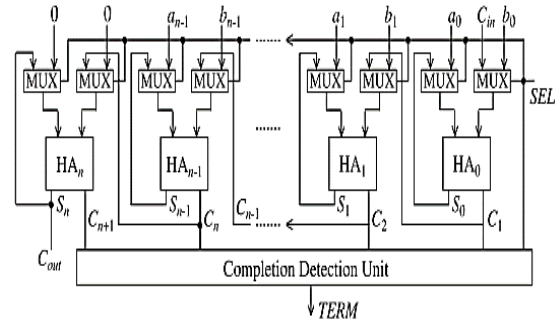 0 0 a_{n-1} b_{n-1} ...... a_1 b_1 a_0 C_{in} b_0
MUX MUX MUX MUX MUX MUX MUX MUX
SEL
HA_n HA_{n-1} ...... HA_1 HA_0
S_n S_{n-1} S_1 S_0
C_{n+1} C_n C_{n-1} ...... C_2 C_1
C_{out}
Completion Detection Unit
TERM